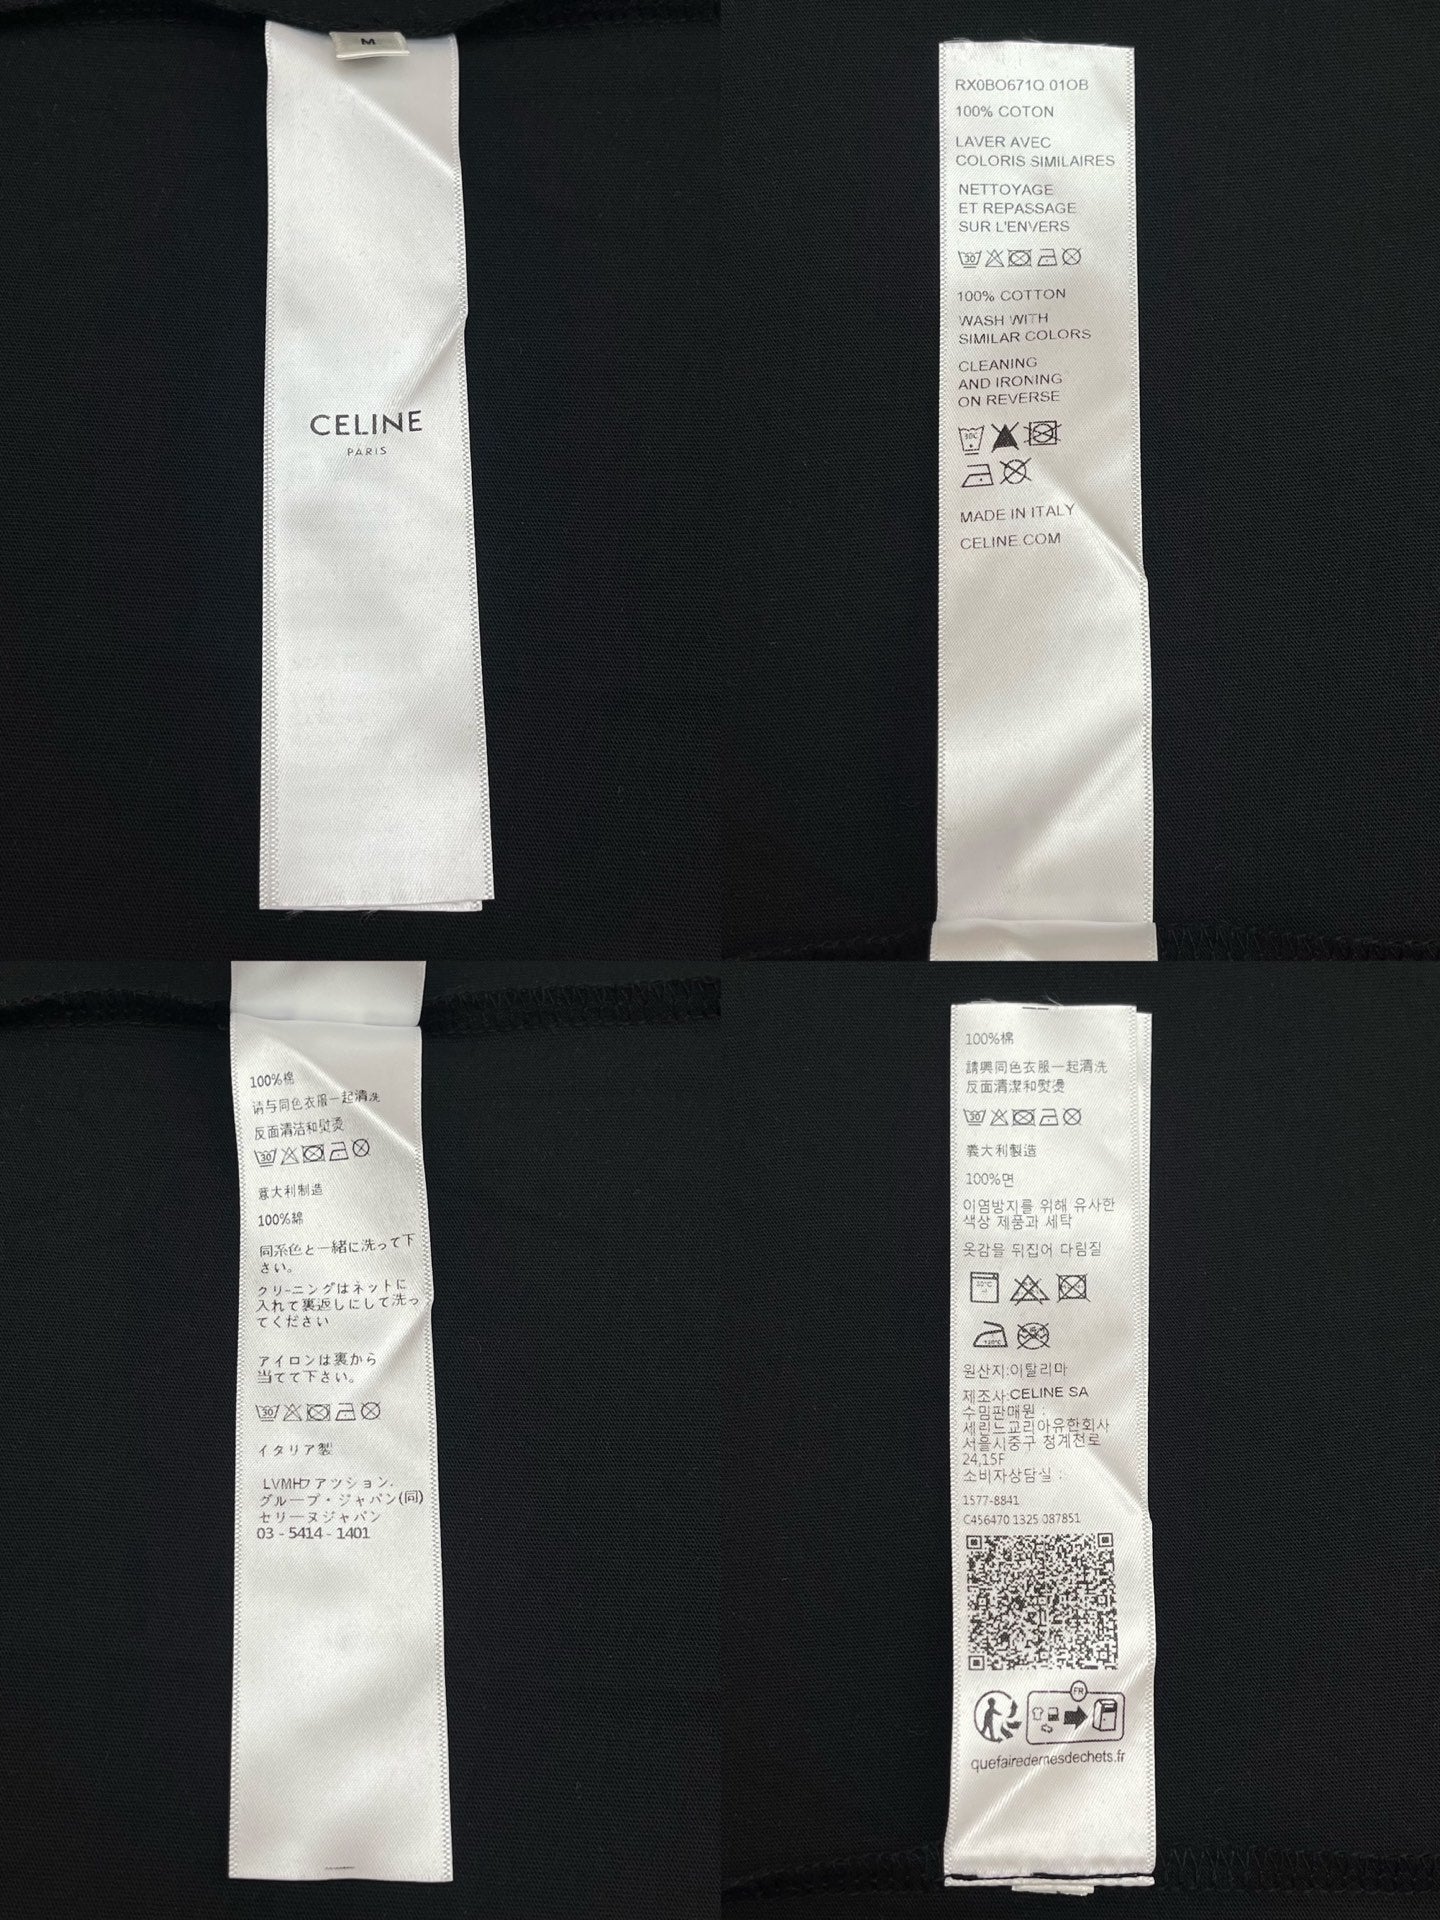 M
CELINE
PARIS
RX0BO671Q.01OB
100% COTON
LAVER AVEC
COLORIS SIMILAIRES
NETTOYAGE
ET REPASSAGE
SUR L'ENVERS
30
100% COTTON
WASH WITH
SIMILAR COLORS
CLEANING
AND IRONING
ON REVERSE
30C
MADE IN ITALY
CELINE.COM
100%棉
请与同色衣服一起清洗
反面清洁和熨烫
30
意大利制造
100%綿
同系色と一緒に洗って下
さい。
クリーニングはネットに
入れて裏返しにして洗っ
てください
アイロンは裏から
当てて下さい。
30
イタリア製
LVMHファッション.
グループ・ジャパン(同)
セリーヌジャパン
03 - 5414 - 1401
100%棉
請與同色衣服一起清洗
反面清潔和熨燙
30
義大利製造
100%면
이염방지를 위해 유사한
색상 제품과 세탁
옷감을 뒤집어 다림질
원산지:이탈리마
제조사:CELINE SA
수밈판매원 :
세린느교리아유한회사
서울시중구 청계천로
24,15F
소비자상담실 :
1577-8841
C456470 1325 087851
FR
quefairedemesdechets.fr